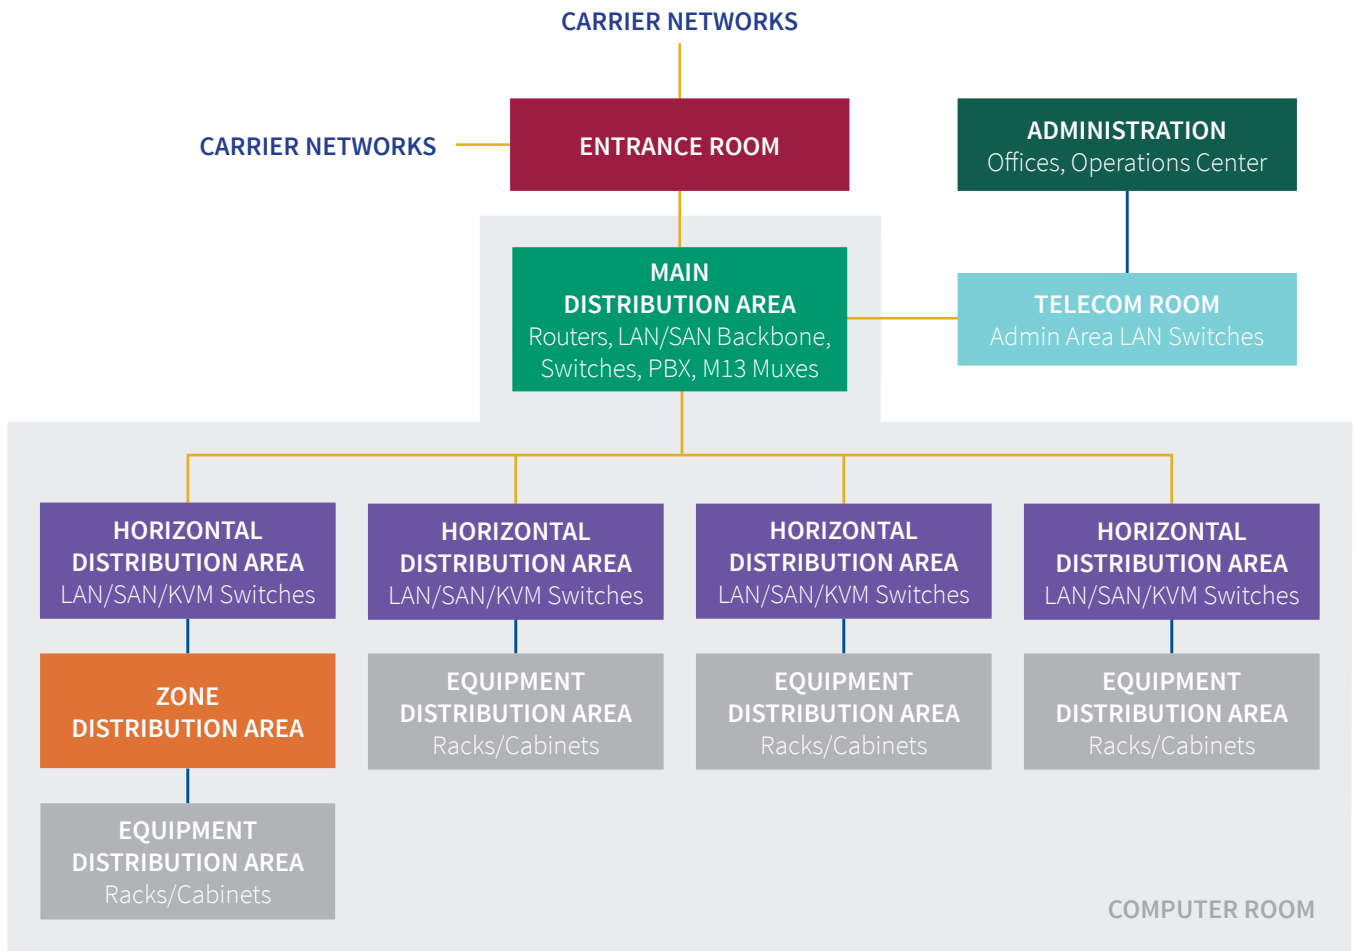 CARRIER NETWORKS
CARRIER NETWORKS
ENTRANCE ROOM
ADMINISTRATION
Offices, Operations Center
MAIN
DISTRIBUTION AREA
Routers, LAN/SAN Backbone,
Switches, PBX, M13 Muxes
TELECOM ROOM
Admin Area LAN Switches
HORIZONTAL
DISTRIBUTION AREA
LAN/SAN/KVM Switches
HORIZONTAL
DISTRIBUTION AREA
LAN/SAN/KVM Switches
HORIZONTAL
DISTRIBUTION AREA
LAN/SAN/KVM Switches
HORIZONTAL
DISTRIBUTION AREA
LAN/SAN/KVM Switches
ZONE
DISTRIBUTION AREA
EQUIPMENT
DISTRIBUTION AREA
Racks/Cabinets
EQUIPMENT
DISTRIBUTION AREA
Racks/Cabinets
EQUIPMENT
DISTRIBUTION AREA
Racks/Cabinets
EQUIPMENT
DISTRIBUTION AREA
Racks/Cabinets
COMPUTER ROOM